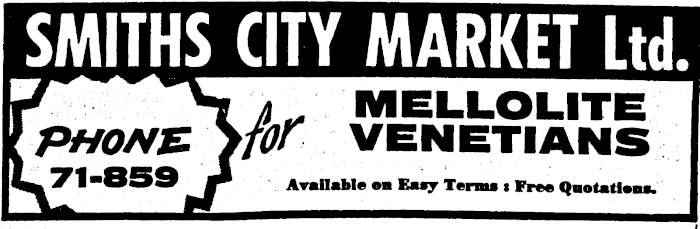 SMITHS CITY MARKET Ltd.
PHONE
71-859
for
MELLOLITE
VENETIANS
Available on Easy Terms : Free Quotations.